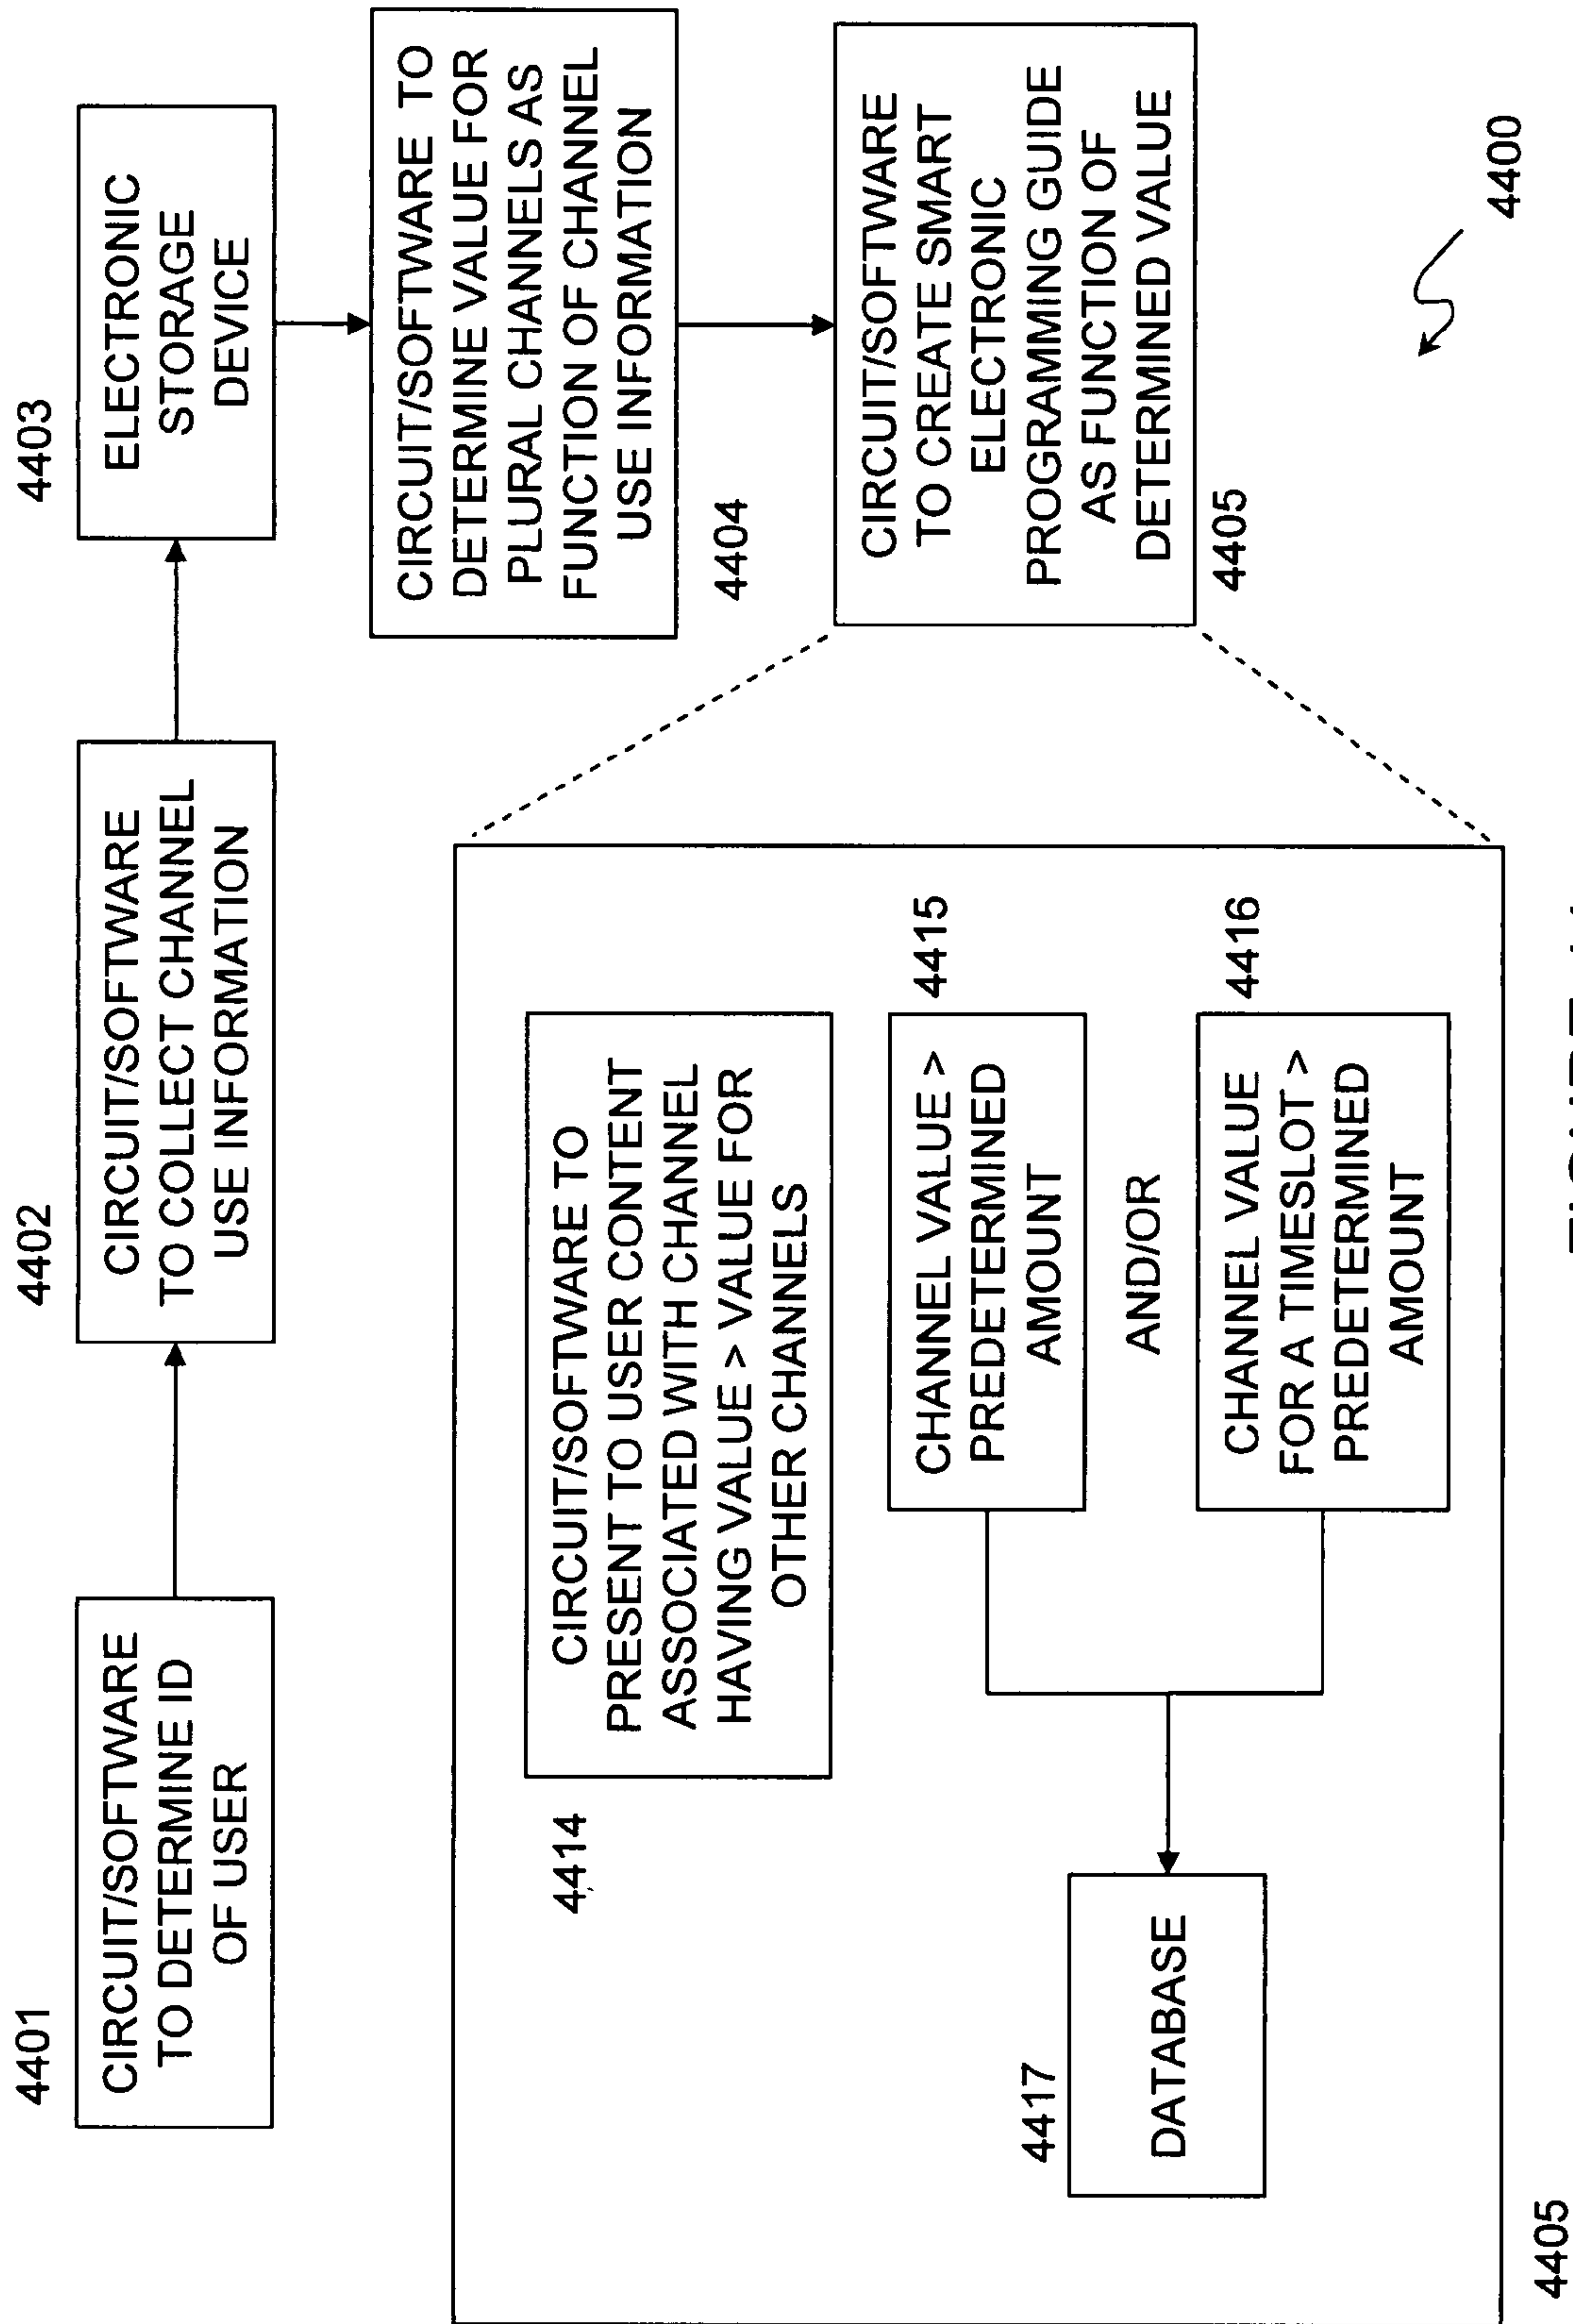 4401
CIRCUIT/SOFTWARE
TO DETERMINE ID
OF USER
4402
CIRCUIT/SOFTWARE
TO COLLECT CHANNEL
USE INFORMATION
4403
ELECTRONIC
STORAGE
DEVICE
CIRCUIT/SOFTWARE TO
DETERMINE VALUE FOR
PLURAL CHANNELS AS
FUNCTION OF CHANNEL
USE INFORMATION
4404
CIRCUIT/SOFTWARE
TO CREATE SMART
ELECTRONIC
PROGRAMMING GUIDE
AS FUNCTION OF
DETERMINED VALUE
4405
4414
CIRCUIT/SOFTWARE TO
PRESENT TO USER CONTENT
ASSOCIATED WITH CHANNEL
HAVING VALUE > VALUE FOR
OTHER CHANNELS
4415
CHANNEL VALUE >
PREDETERMINED
AMOUNT
AND/OR
4416
CHANNEL VALUE
FOR A TIMESLOT >
PREDETERMINED
AMOUNT
4417
DATABASE
4405
4400